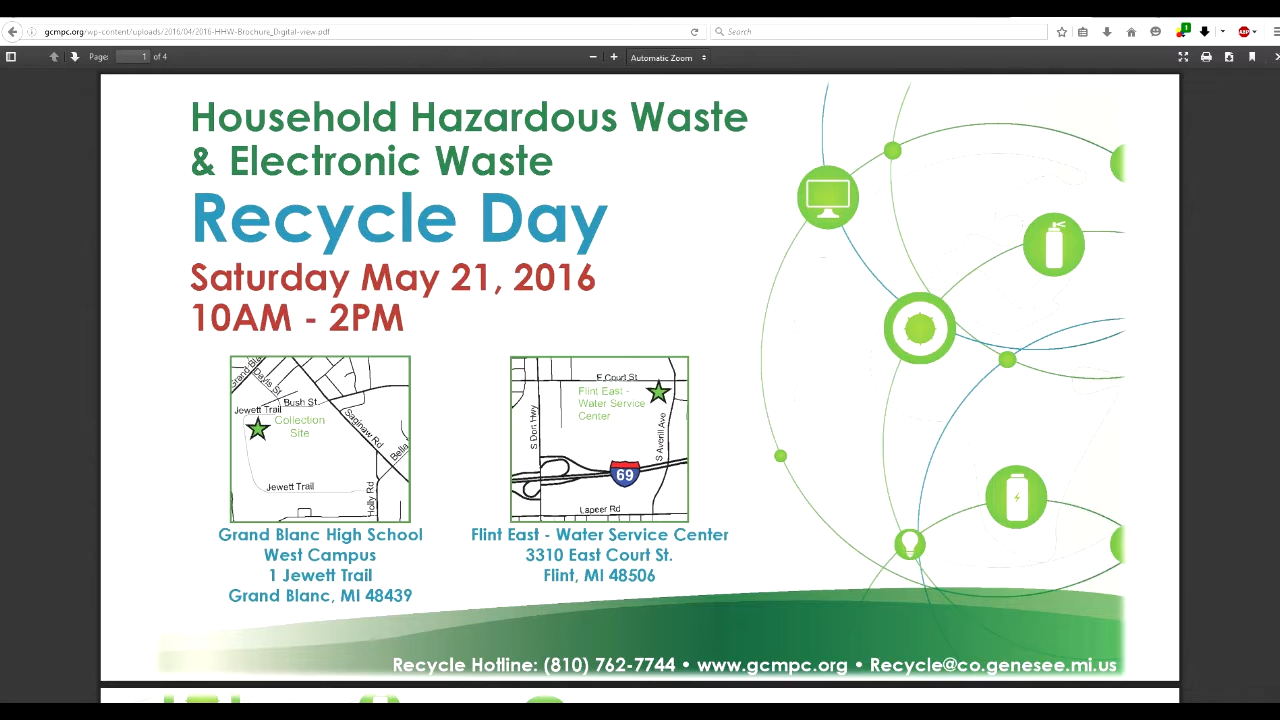 gcmpc.org/wp-content/uploads/2016/04/2016-HHW-Brochure_Digital-view.pdf
Search
1
ABP
Page: 1 of 4
Automatic Zoom
Household Hazardous Waste
& Electronic Waste
Recycle Day
Saturday May 21, 2016
10AM - 2PM
Davis St
Bush St.
Jewett Trail
Collection
Site
Saginaw Rd
Bella
Jewett Trail
Holly Rd
E Court St
Flint East -
Water Service
Center
S Dort Hwy
S Averill Ave
69
Lapeer Rd
Grand Blanc High School
West Campus
1 Jewett Trail
Grand Blanc, MI 48439
Flint East - Water Service Center
3310 East Court St.
Flint, MI 48506
Recycle Hotline: (810) 762-7744 • www.gcmpc.org • Recycle@co.genesee.mi.us